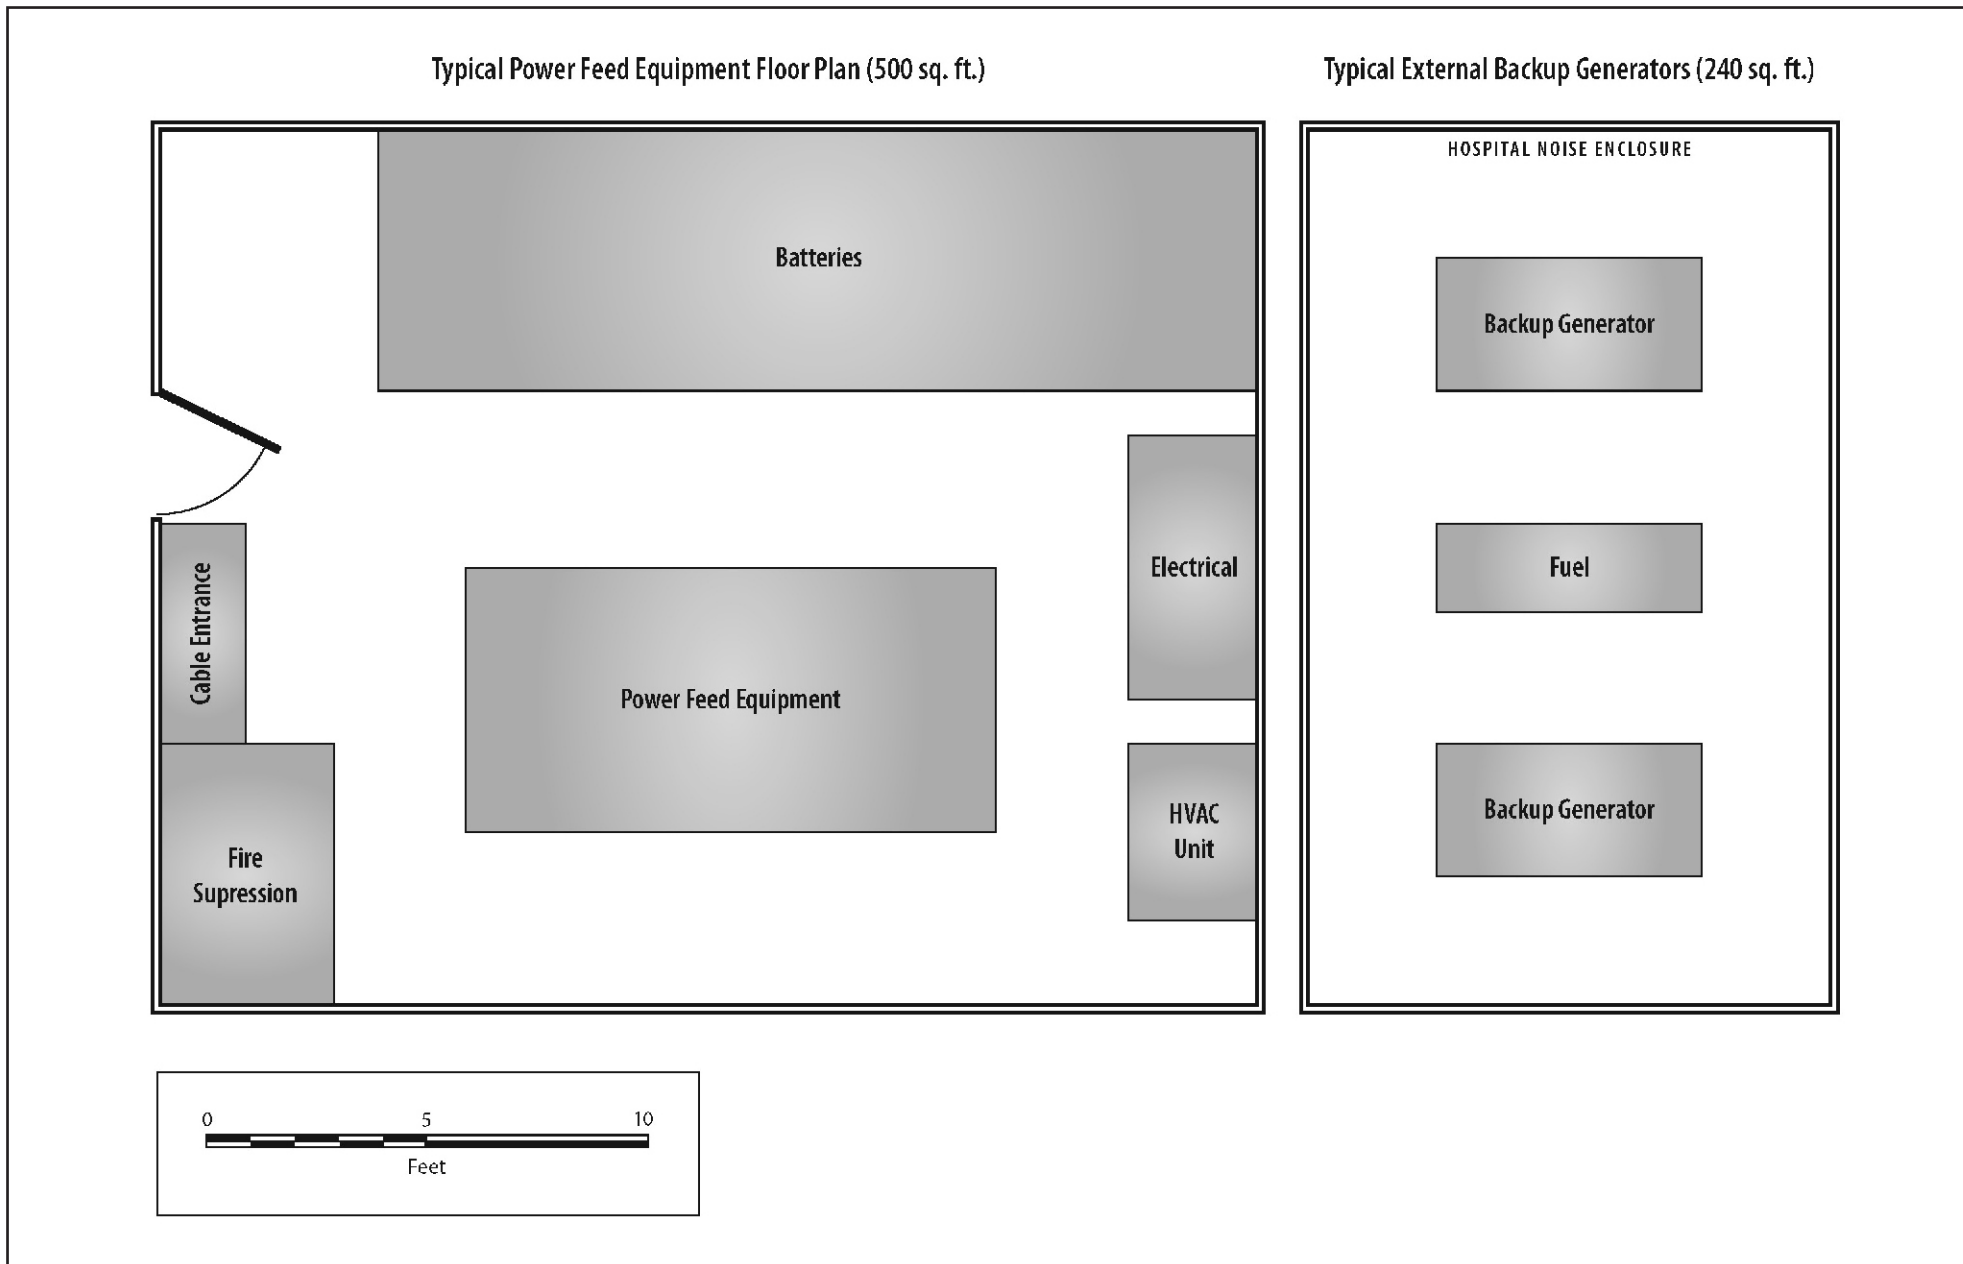 Typical Power Feed Equipment Floor Plan (500 sq. ft.)
Typical External Backup Generators (240 sq. ft.)
HOSPITAL NOISE ENCLOSURE
Batteries
Backup Generator
Electrical
Fuel
Cable Entrance
Power Feed Equipment
Backup Generator
HVAC
Unit
Fire
Supression
0 5 10
Feet